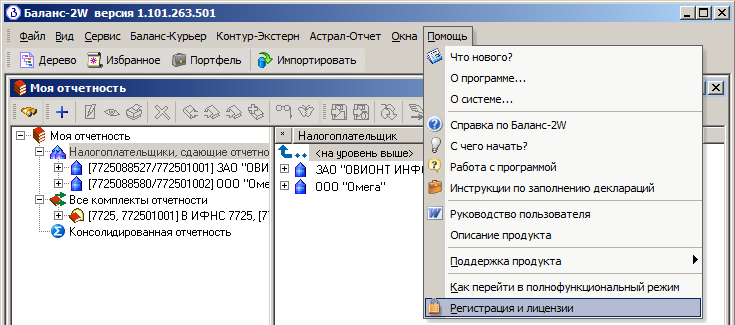 Баланс-2W версия 1.101.263.501
Файл Вид Сервис Баланс-Курьер Контур-Экстерн Астрал-Отчет Окна Помощь
Дерево Избранное Портфель Импортировать
Моя отчетность
Моя отчетность
Налогоплательщики, сдающие отчетно
[7725088527/772501001] ЗАО "ОВИ
[7725088580/772501002] ООО "Омега"
Все комплекты отчетности
[7725, 772501001] В ИФНС 7725, [7
Консолидированная отчетность
* Налогоплательщик
<на уровень выше>
ЗАО "ОВИОНТ ИНФ
ООО "Омега"
Что нового?
О программе...
О системе...
Справка по Баланс-2W
С чего начать?
Работа с программой
Инструкции по заполнению деклараций
Руководство пользователя
Описание продукта
Поддержка продукта
Как перейти в полнофункциональный режим
Регистрация и лицензии